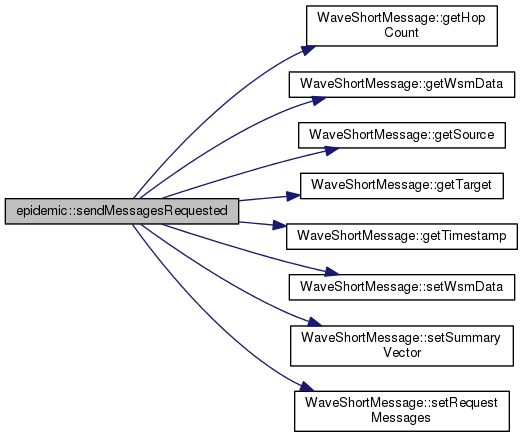 WaveShortMessage::getHop
Count
WaveShortMessage::getWsmData
WaveShortMessage::getSource
WaveShortMessage::getTarget
epidemic::sendMessagesRequested
WaveShortMessage::getTimestamp
WaveShortMessage::setWsmData
WaveShortMessage::setSummary
Vector
WaveShortMessage::setRequest
Messages